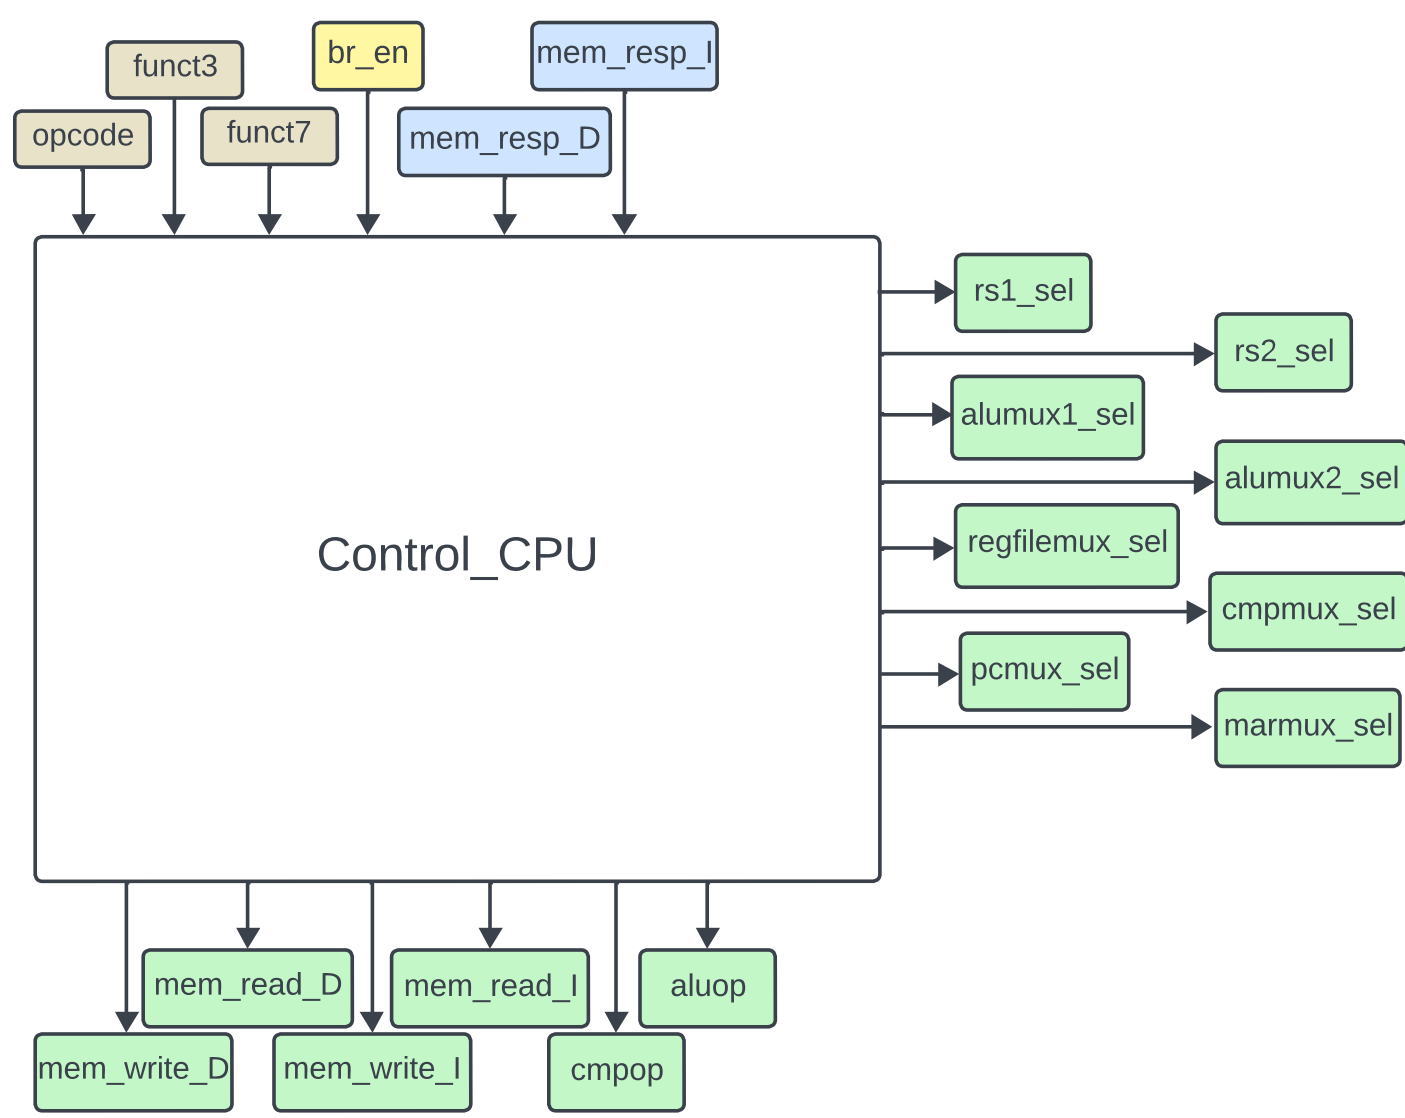 br_en
mem_resp_I
funct3
opcode
funct7
mem_resp_D
rs1_sel
rs2_sel
alumux1_sel
alumux2_sel
regfilemux_sel
Control_CPU
cmpmux_sel
pcmux_sel
marmux_sel
mem_read_D
mem_read_I
aluop
mem_write_D
mem_write_I
cmpop